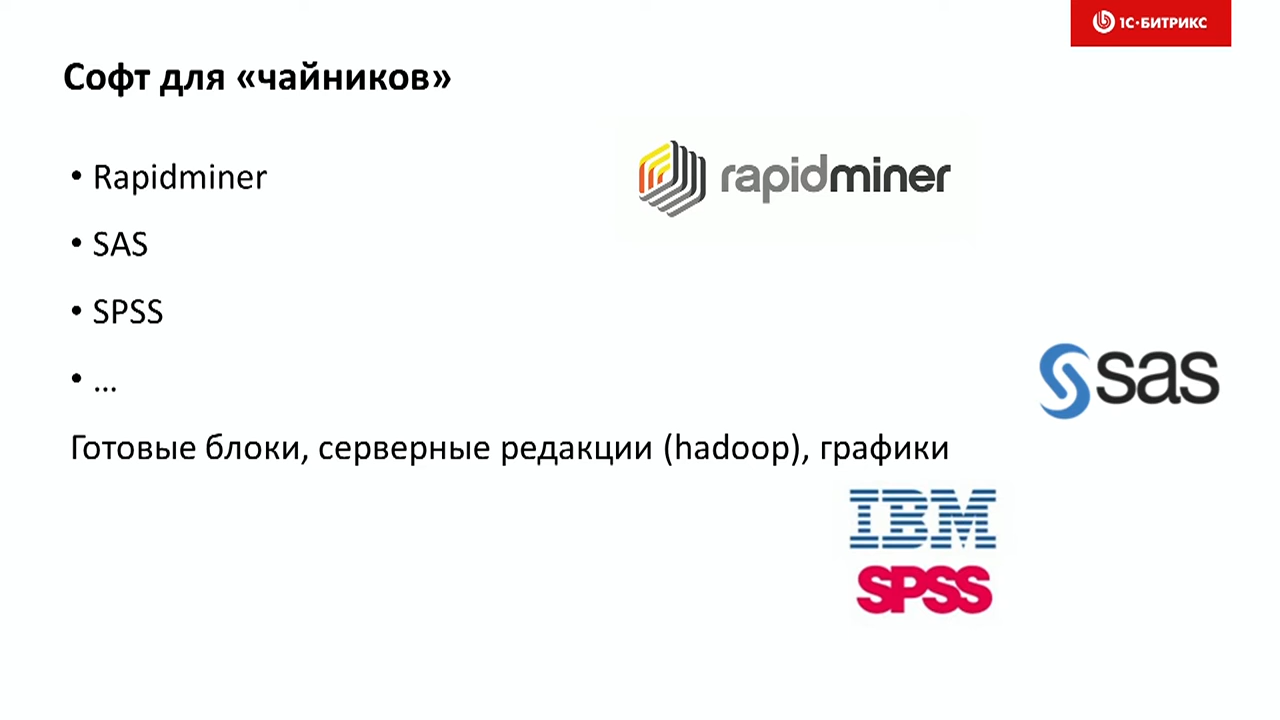 1С-БИТРИКС
Софт для «чайников»
• Rapidminer
rapidminer
• SAS
• SPSS
sas
• ...
Готовые блоки, серверные редакции (hadoop), графики
IBM
SPSS